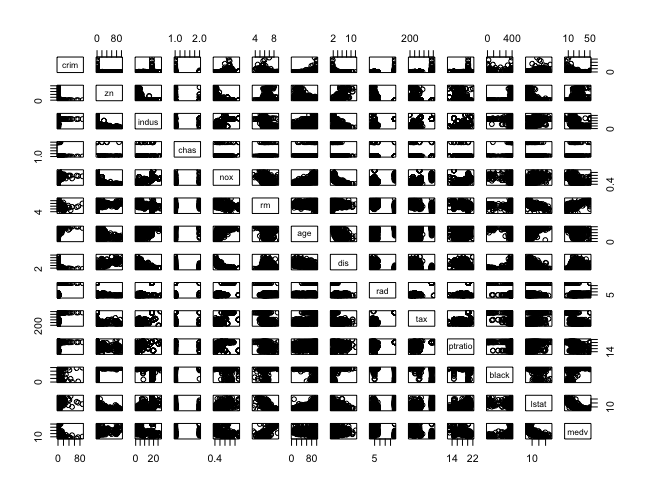 0 80 1.0 2.0 4 8 2 10 200 0 400 10 50
crim 0
0 zn
indus 0
1.0 chas
nox 0.4
4 rm
age 0
2 dis
rad 5
200 tax
ptratio 14
0 black
lstat 10
10 medv
0 80 0 20 0.4 0 80 5 14 22 10